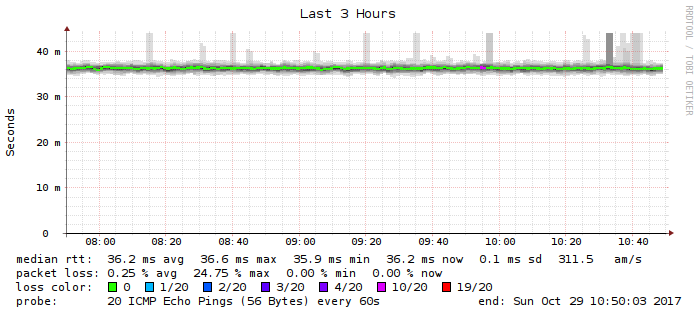 Last 3 Hours
RRDTOOL / TOBI OETIKER
Seconds
40 m
30 m
20 m
10 m
0
08:00 08:20 08:40 09:00 09:20 09:40 10:00 10:20 10:40
median rtt: 36.2 ms avg 36.6 ms max 35.9 ms min 36.2 ms now 0.1 ms sd 311.5 am/s
packet loss: 0.25 % avg 24.75 % max 0.00 % min 0.00 % now
loss color: 0 1/20 2/20 3/20 4/20 10/20 19/20
probe: 20 ICMP Echo Pings (56 Bytes) every 60s end: Sun Oct 29 10:50:03 2017